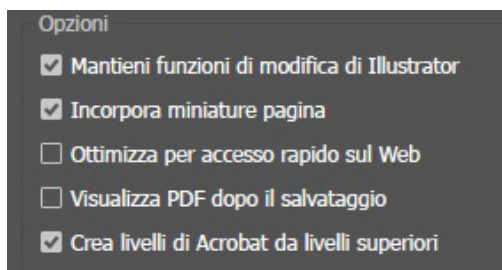 Opzioni
Mantieni funzioni di modifica di Illustrator
Incorpora miniature pagina
Ottimizza per accesso rapido sul Web
Visualizza PDF dopo il salvataggio
Crea livelli di Acrobat da livelli superiori